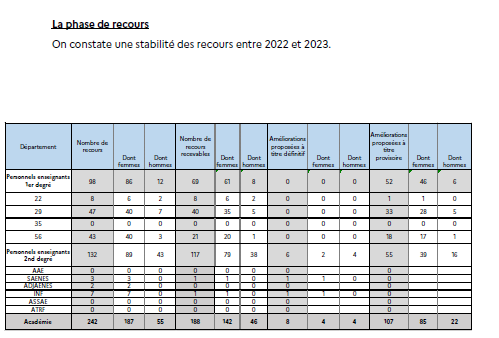 La phase de recours
On constate une stabilité des recours entre 2022 et 2023.
Département Nombre de recours Dont femmes Dont hommes Nombre de recours recevables Dont femmes Dont hommes Améliorations proposées à titre définitif Dont femmes Dont hommes Améliorations proposées à titre provisoire Dont femmes Dont hommes
Personnels enseignants 1er degré 98 86 12 69 61 8 0 0 0 52 46 6
22 8 6 2 8 6 2 0 0 0 1 1 0
29 47 40 7 40 35 5 0 0 0 33 28 5
35 0 0 0 0 0 0 0 0 0 0 0 0
56 43 40 3 21 20 1 0 0 0 18 17 1
Personnels enseignants 2nd degré 132 89 43 117 79 38 6 2 4 55 39 16
AAE 0 0 0 0 0 0 0 0
SAENES 3 3 0 1 1 0 1 1 0 0
ADJAENES 2 2 0 0 0 0 0 0
INF 7 7 0 1 1 0 1 1 0 0
ASSAE 0 0 0 0 0 0 0 0
ATRF 0 0 0 0 0 0 0 0
Académie 242 187 55 188 142 46 8 4 4 107 85 22